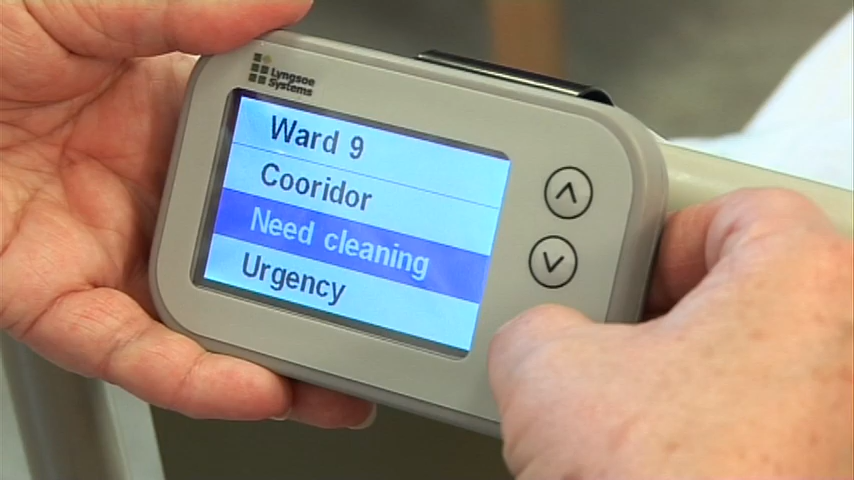 Lyngsoe
Systems
Ward 9
Cooridor
Need cleaning
Urgency